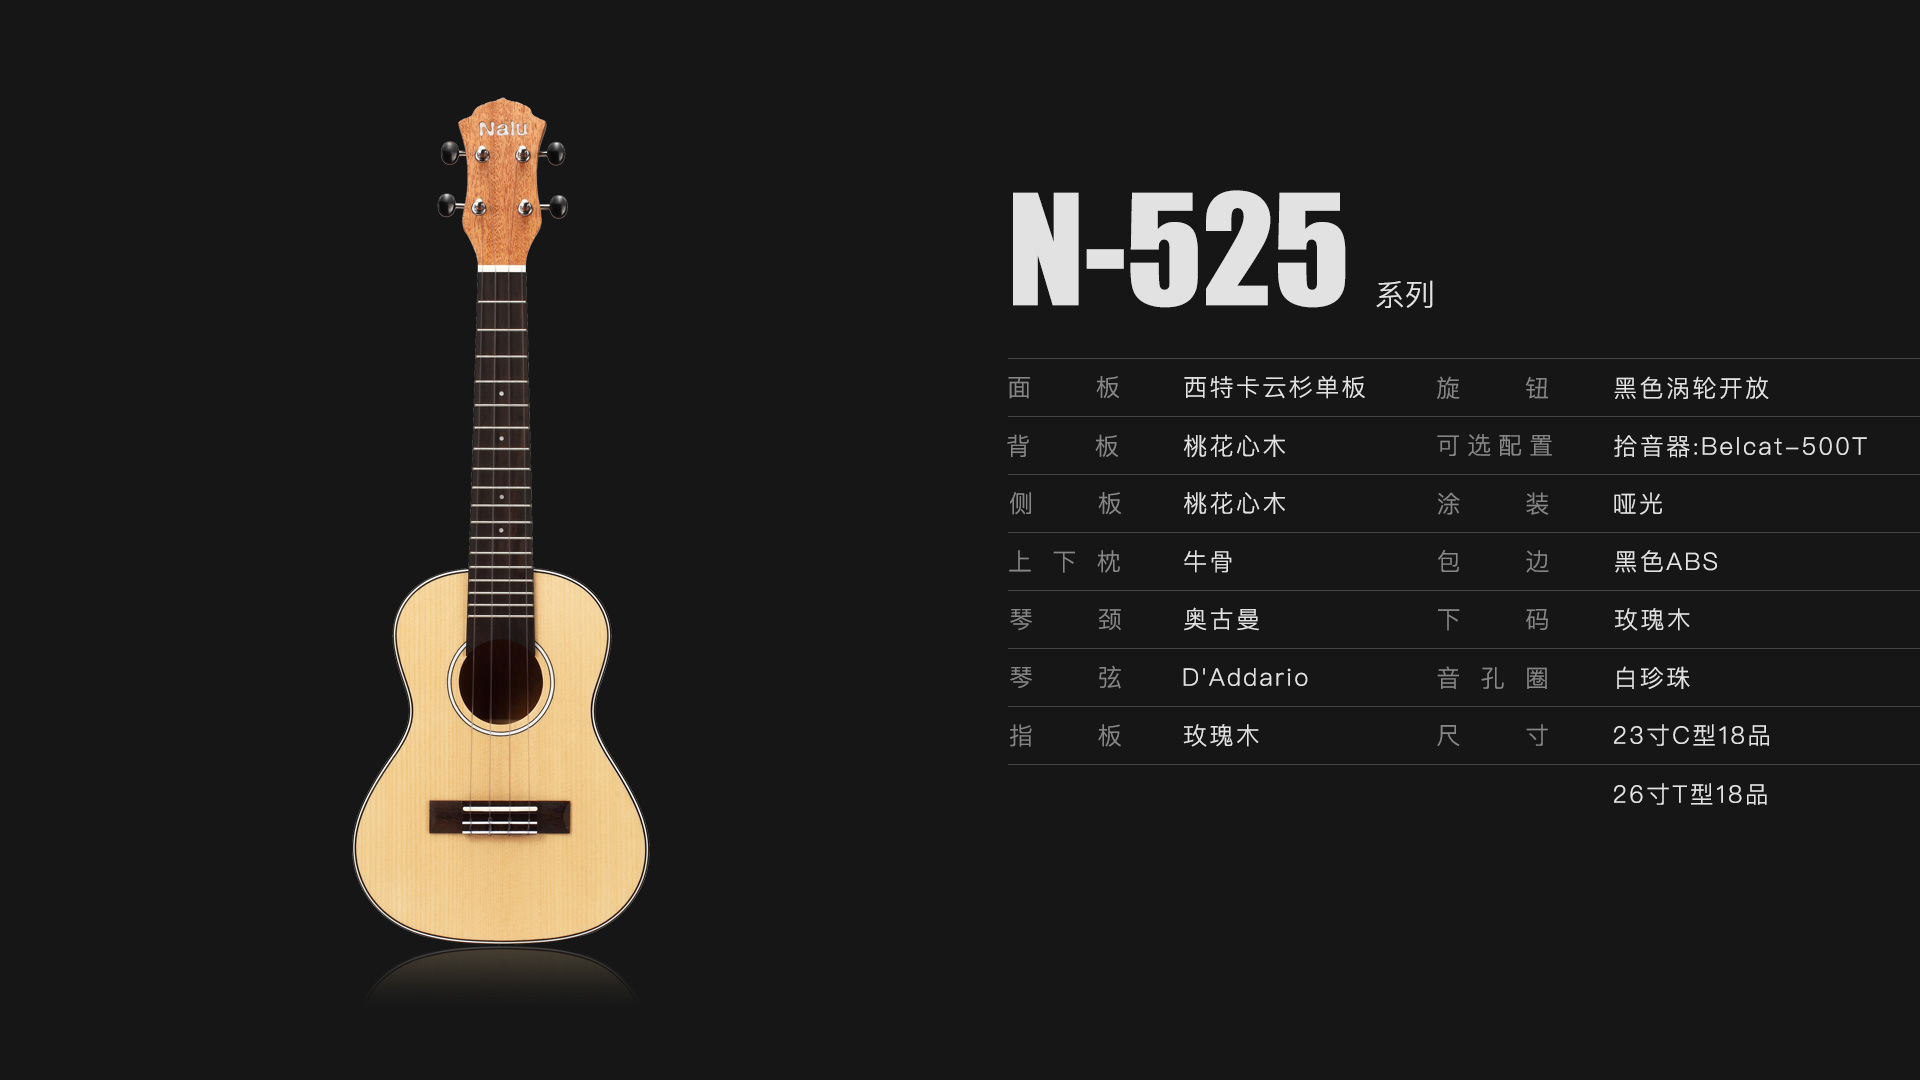 Nalu
N-525 系列
面板 西特卡云杉单板 旋钮 黑色涡轮开放
背板 桃花心木 可选配置 拾音器:Belcat-500T
侧板 桃花心木 涂装 哑光
上下枕 牛骨 包边 黑色ABS
琴颈 奥古曼 下码 玫瑰木
琴弦 D'Addario 音孔圈 白珍珠
指板 玫瑰木 尺寸 23寸C型18品
26寸T型18品